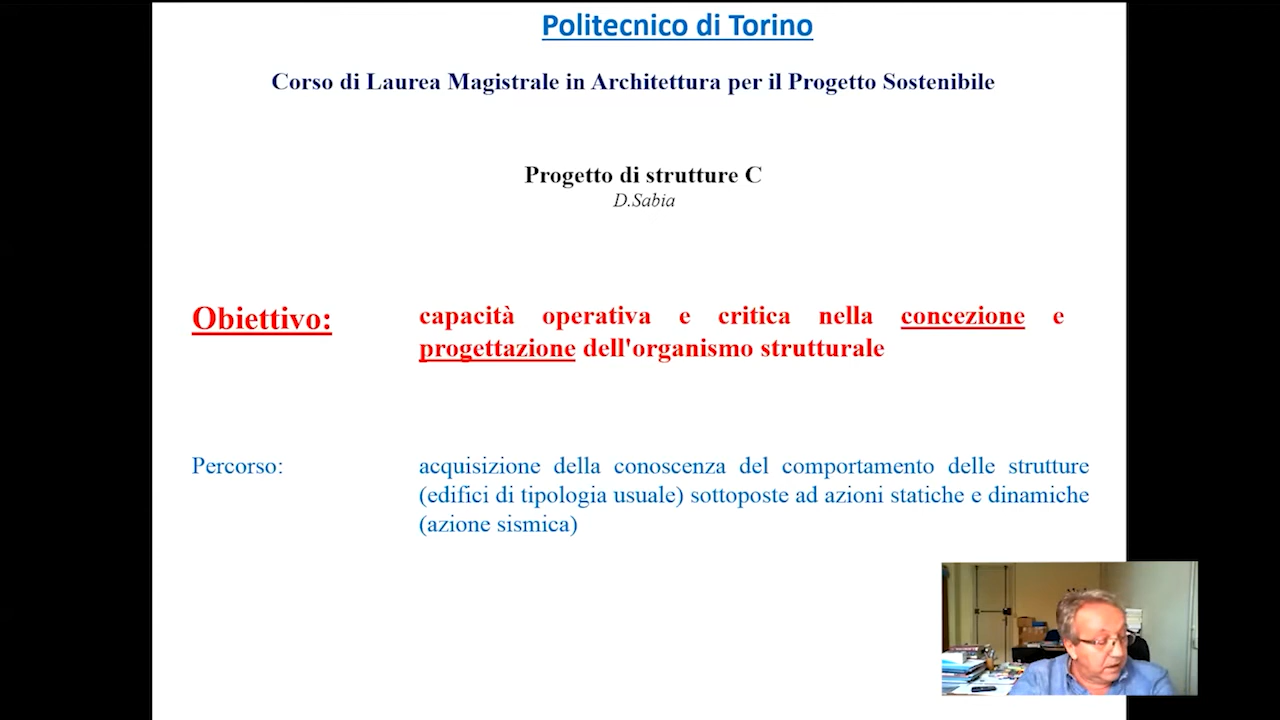 Politecnico di Torino
Corso di Laurea Magistrale in Architettura per il Progetto Sostenibile
Progetto di strutture C
D.Sabia
Obiettivo: capacità operativa e critica nella concezione e
progettazione dell'organismo strutturale
Percorso: acquisizione della conoscenza del comportamento delle strutture
(edifici di tipologia usuale) sottoposte ad azioni statiche e dinamiche
(azione sismica)